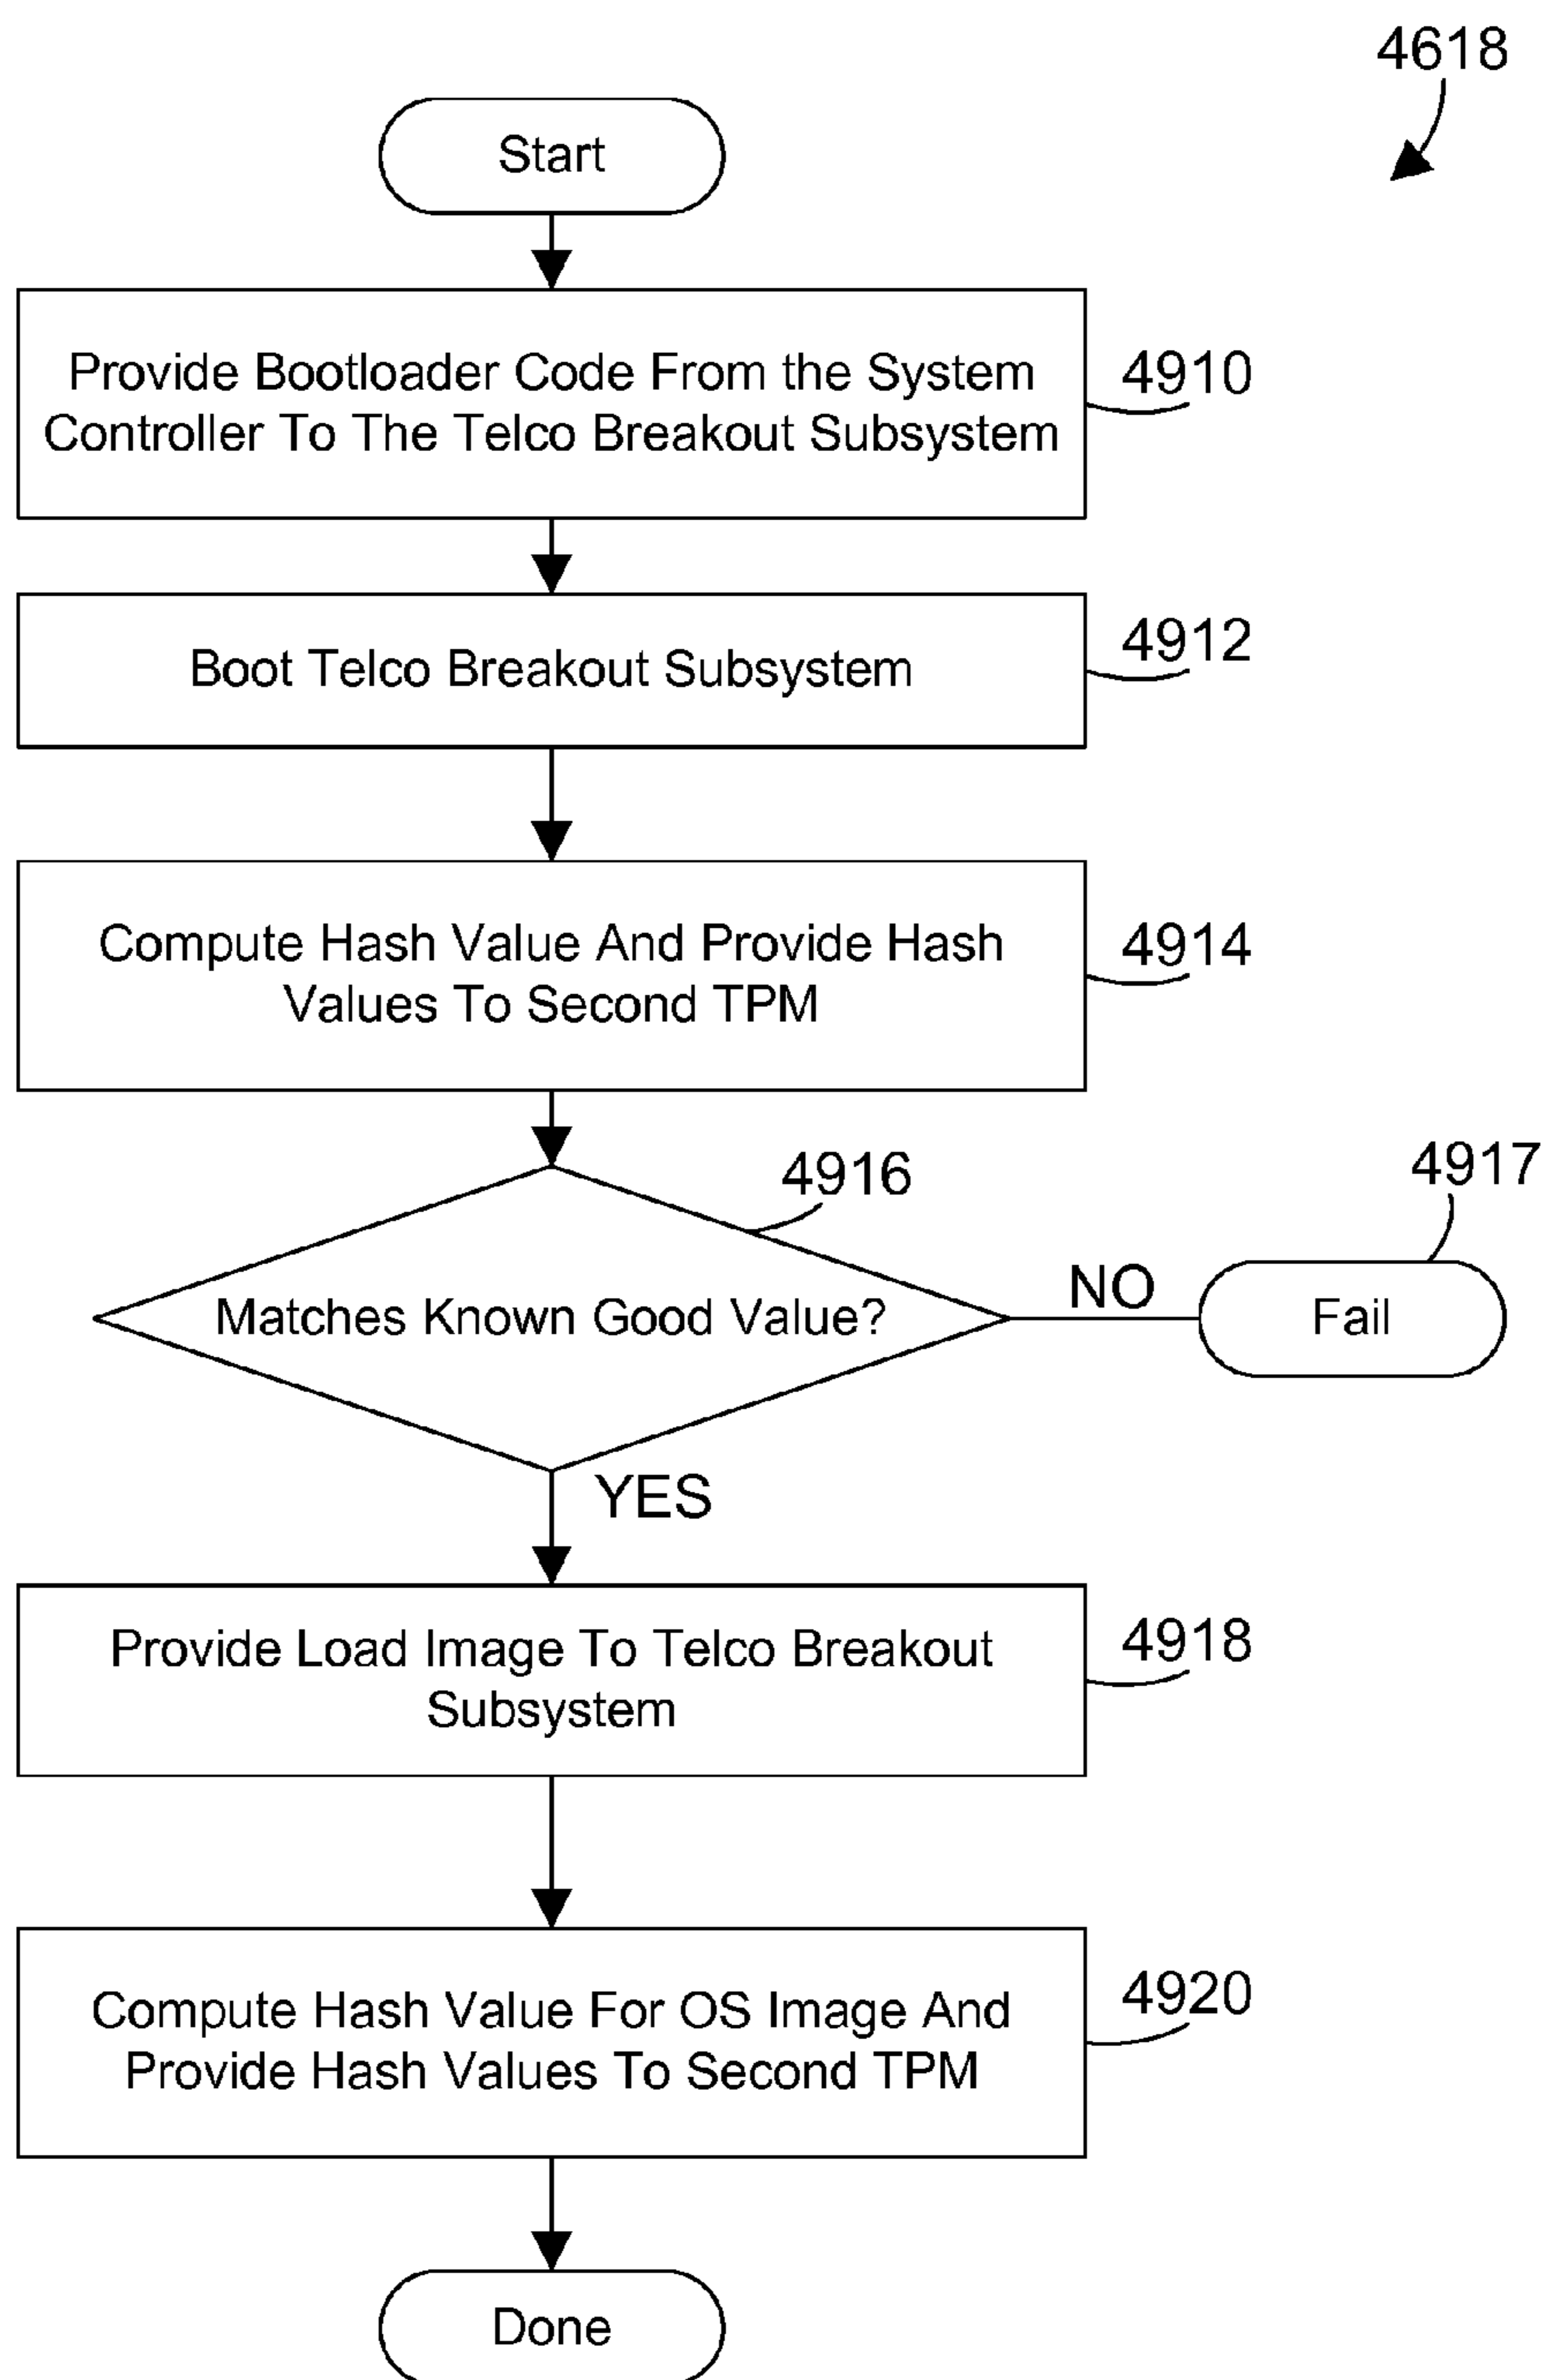 4618
Start
Provide Bootloader Code From the System
Controller To The Telco Breakout Subsystem
4910
Boot Telco Breakout Subsystem
4912
Compute Hash Value And Provide Hash
Values To Second TPM
4914
4916
4917
Matches Known Good Value?
NO
Fail
YES
Provide Load Image To Telco Breakout
Subsystem
4918
Compute Hash Value For OS Image And
Provide Hash Values To Second TPM
4920
Done